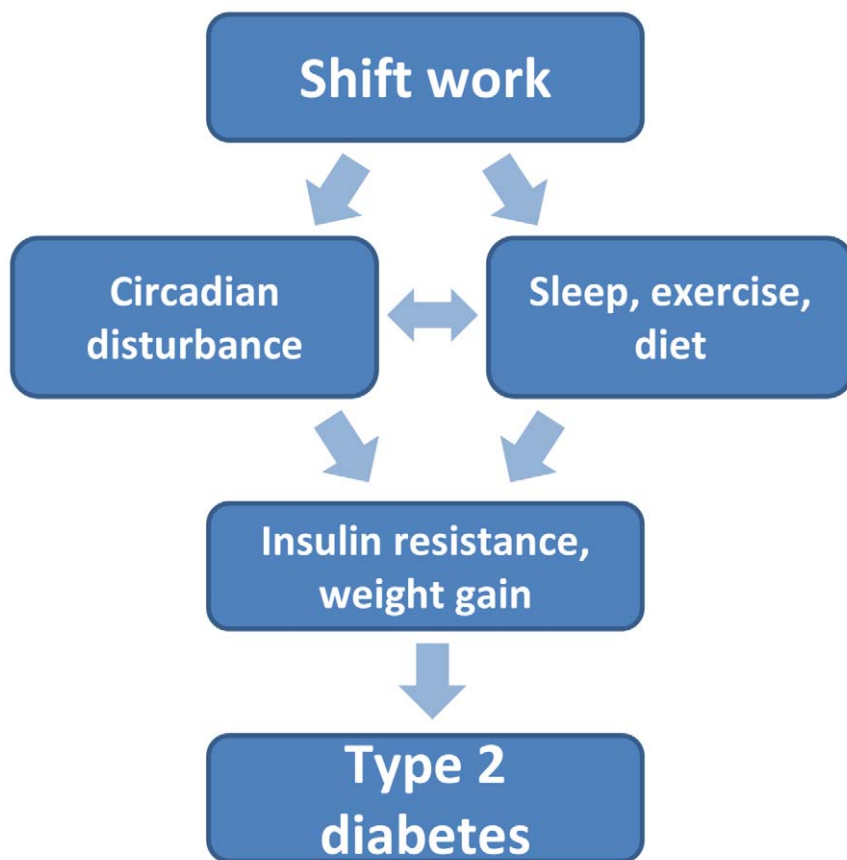 Shift work
Circadian
disturbance
Sleep, exercise,
diet
Insulin resistance,
weight gain
Type 2
diabetes